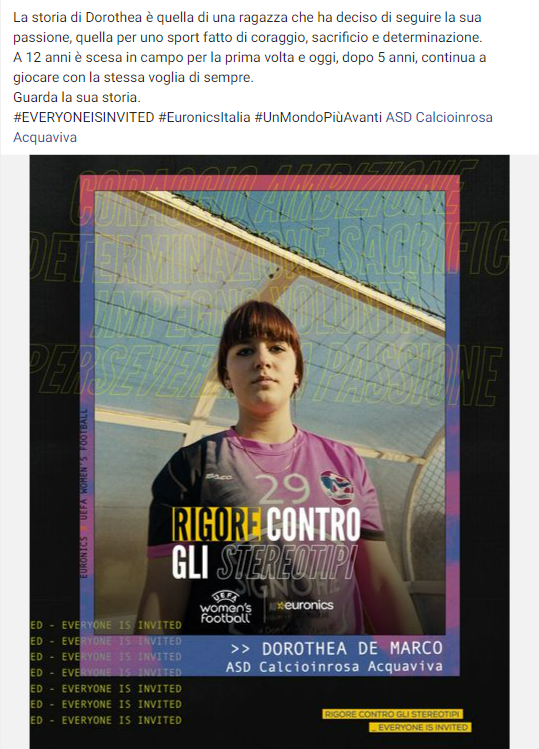 La storia di Dorothea è quella di una ragazza che ha deciso di seguire la sua
passione, quella per uno sport fatto di coraggio, sacrificio e determinazione.
A 12 anni è scesa in campo per la prima volta e oggi, dopo 5 anni, continua a
giocare con la stessa voglia di sempre.
Guarda la sua storia.
#EVERYONEISINVITED #EuronicsItalia #UnMondoPiùAvanti ASD Calcioinrosa
Acquaviva
CORAGGIO AMBIZIONE
DETERMINAZIONE SACRIFIC
IMPEGNO VOLONTÀ
PERSEVER PASSIONE
EURONICS UEFA WOMEN'S FOOTBALL
29
RIGORE CONTRO
GLI STEREOTIPI
SIGNOR
UEFA
women's
football
euronics
>> DOROTHEA DE MARCO
ASD Calcioinrosa Acquaviva
ED - EVERYONE IS INVITED
ED - EVERYONE IS INVITED
ED - EVERYONE IS INVITED
ED - EVERYONE IS INVITED
ED - EVERYONE IS INVITED
ED - EVERYONE IS INVITED
ED - EVERYONE IS INVITED
RIGORE CONTRO GLI STEREOTIPI
_ EVERYONE IS INVITED